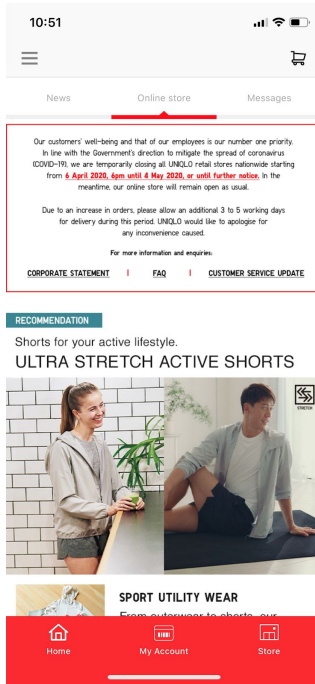 10:51
News Online store Messages
Our customers' well-being and that of our employees is our number one priority.
In line with the Government's direction to mitigate the spread of coronavirus
(COVID-19), we are temporarily closing all UNIQLO retail stores nationwide starting
from 6 April 2020, 6pm until 4 May 2020, or until further notice. In the
meantime, our online store will remain open as usual.
Due to an increase in orders, please allow an additional 3 to 5 working days
for delivery during this period. UNIQLO would like to apologise for
any inconvenience caused.
For more information and enquiries:
CORPORATE STATEMENT | FAQ | CUSTOMER SERVICE UPDATE
RECOMMENDATION
Shorts for your active lifestyle.
ULTRA STRETCH ACTIVE SHORTS
STRETCH
SPORT UTILITY WEAR
From outerwear to shorts, our
Home My Account Store